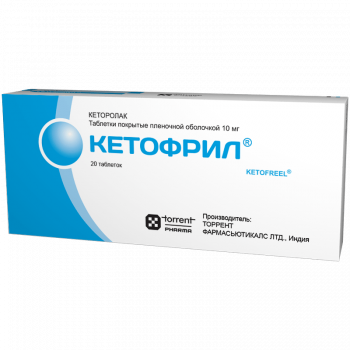 КЕТОРОЛАК
Таблетки покрытые пленочной оболочкой 10 мг
КЕТОФРИЛ®
20 таблеток
KETOFREEL®
torrent
PHARMA
Производитель:
ТОРРЕНТ
ФАРМАСЬЮТИКАЛС ЛТД., Индия